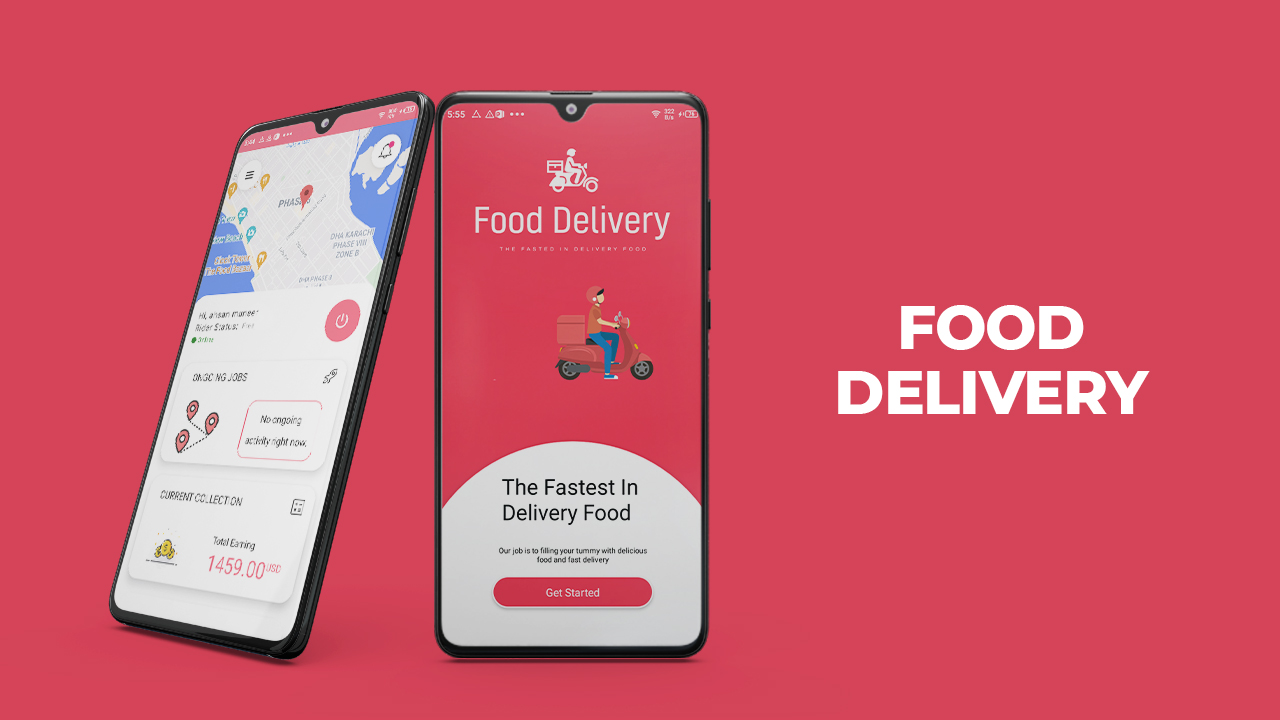 PHAS
DHA KARACHI
PHASE VIII
ZONE B
DHA PHASE 8
Hi, ahsan manser
Rider Status: Free
Online
ONGOING JOBS
No ongoing
activity right now.
CURRENT COLLECTION
Total Earning
1459.00 USD
5:55
Food Delivery
THE FASTED IN DELIVERY FOOD
The Fastest In
Delivery Food
Our job is to filling your tummy with delicious
food and fast delivery
Get Started
FOOD
DELIVERY